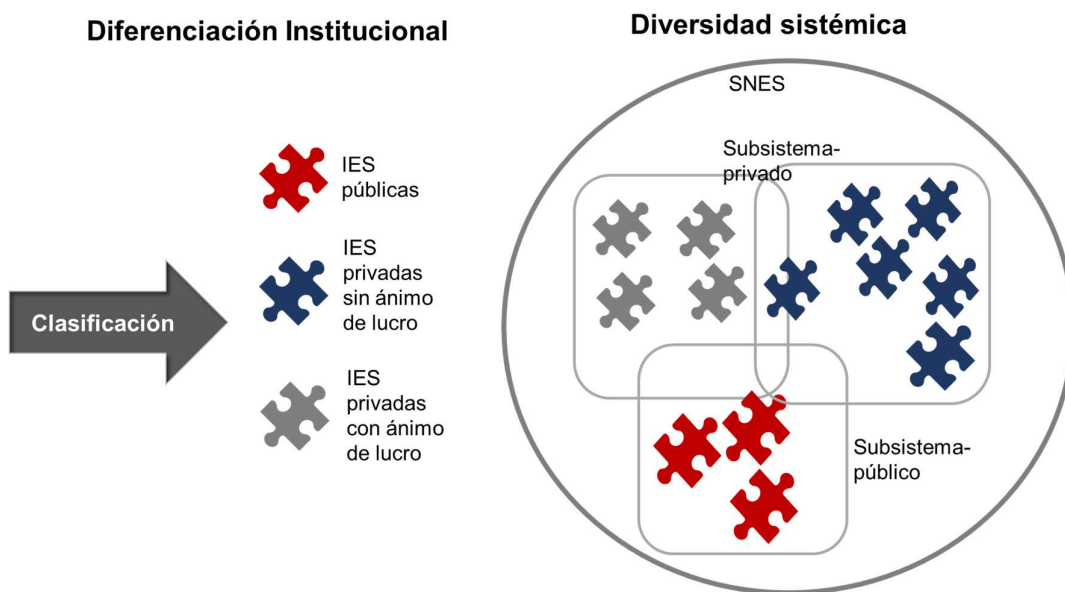 Diferenciación Institucional
Diversidad sistémica
Clasificación
IES
públicas
IES
privadas
sin ánimo
de lucro
IES
privadas
con ánimo
de lucro
SNES
Subsistema-
privado
Subsistema-
público